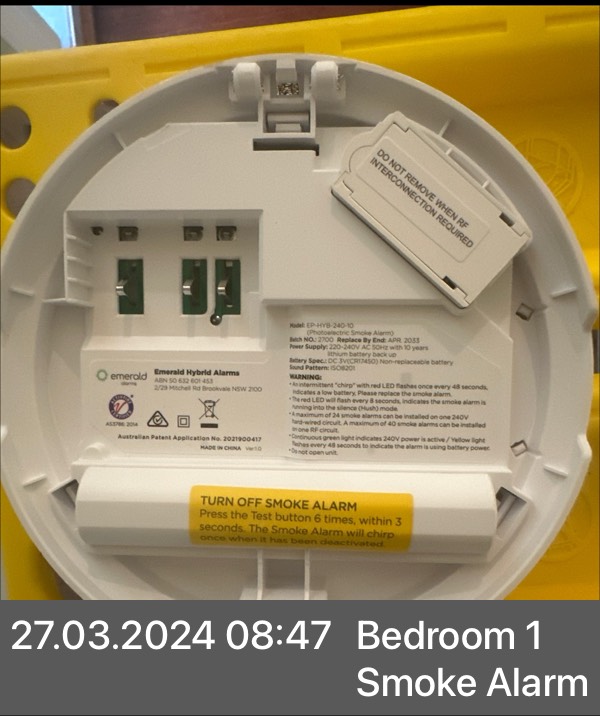 DO NOT REMOVE WHEN RF
INTERCONNECTION REQUIRED
Model: EP-HYB-240-10
(Photoelectric Smoke Alarm)
Batch NO.: 2700 Replace By End: APR. 2033
Power Supply: 220-240V AC 50Hz with 10 years
lithium battery back up
Battery Spec.: DC 3V(CR17450) Non-replaceable battery
Sound Pattern: ISO8201
WARNING:
*An intermittent "chirp" with red LED flashes once every 48 seconds,
indicates a low battery, Please replace the smoke alarm.
*The red LED will flash every 8 seconds, indicates the smoke alarm is
running into the silence (Hush) mode.
*A maximum of 24 smoke alarms can be installed on one 240V
hard-wired circuit. A maximum of 40 smoke alarms can be installed
in one RF circuit.
*Continuous green light indicates 240V power is active / Yellow light
flashes every 48 seconds to indicate the alarm is using battery power.
*Do not open unit.
emerald
alarms
Emerald Hybrid Alarms
ABN 50 632 801 453
2/28 Mitchell Rd Brookvale NSW 2100
AS3786: 2014
Australian Patent Application No. 2021900417
MADE IN CHINA Ver1.0
TURN OFF SMOKE ALARM
Press the Test button 6 times, within 3
seconds. The Smoke Alarm will chirp
once when it has been deactivated.
27.03.2024 08:47 Bedroom 1
Smoke Alarm